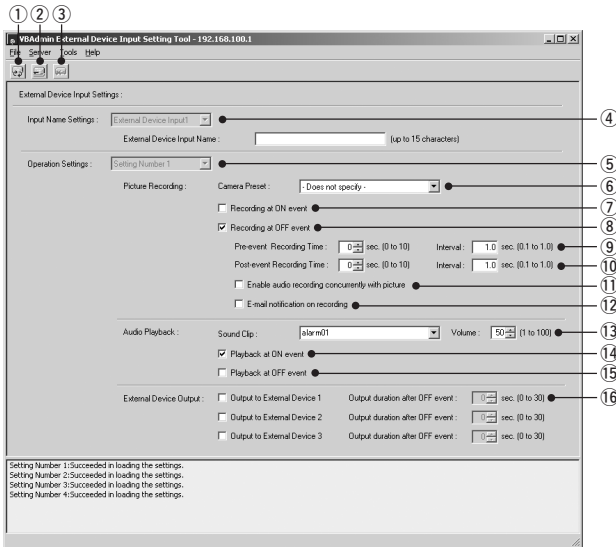 ① ② ③
VBAdmin External Device Input Setting Tool - 192.168.100.1
File Server Tools Help
External Device Input Settings :
Input Name Settings : External Device Input1 ④
External Device Input Name : (up to 15 characters)
Operation Settings : Setting Number 1 ⑤
Picture Recording : Camera Preset : - Does not specify - ⑥
Recording at ON event ⑦
Recording at OFF event ⑧
Pre-event Recording Time : 0 sec. (0 to 10) Interval : 1.0 sec. (0.1 to 1.0) ⑨
Post-event Recording Time : 0 sec. (0 to 10) Interval : 1.0 sec. (0.1 to 1.0) ⑩
Enable audio recording concurrently with picture ⑪
E-mail notification on recording ⑫
Audio Playback : Sound Clip : alarm01 Volume : 50 (1 to 100) ⑬
Playback at ON event ⑭
Playback at OFF event ⑮
External Device Output : Output to External Device 1 Output duration after OFF event : 0 sec. (0 to 30) ⑯
Output to External Device 2 Output duration after OFF event : 0 sec. (0 to 30)
Output to External Device 3 Output duration after OFF event : 0 sec. (0 to 30)
Setting Number 1:Succeeded in loading the settings.
Setting Number 2:Succeeded in loading the settings.
Setting Number 3:Succeeded in loading the settings.
Setting Number 4:Succeeded in loading the settings.